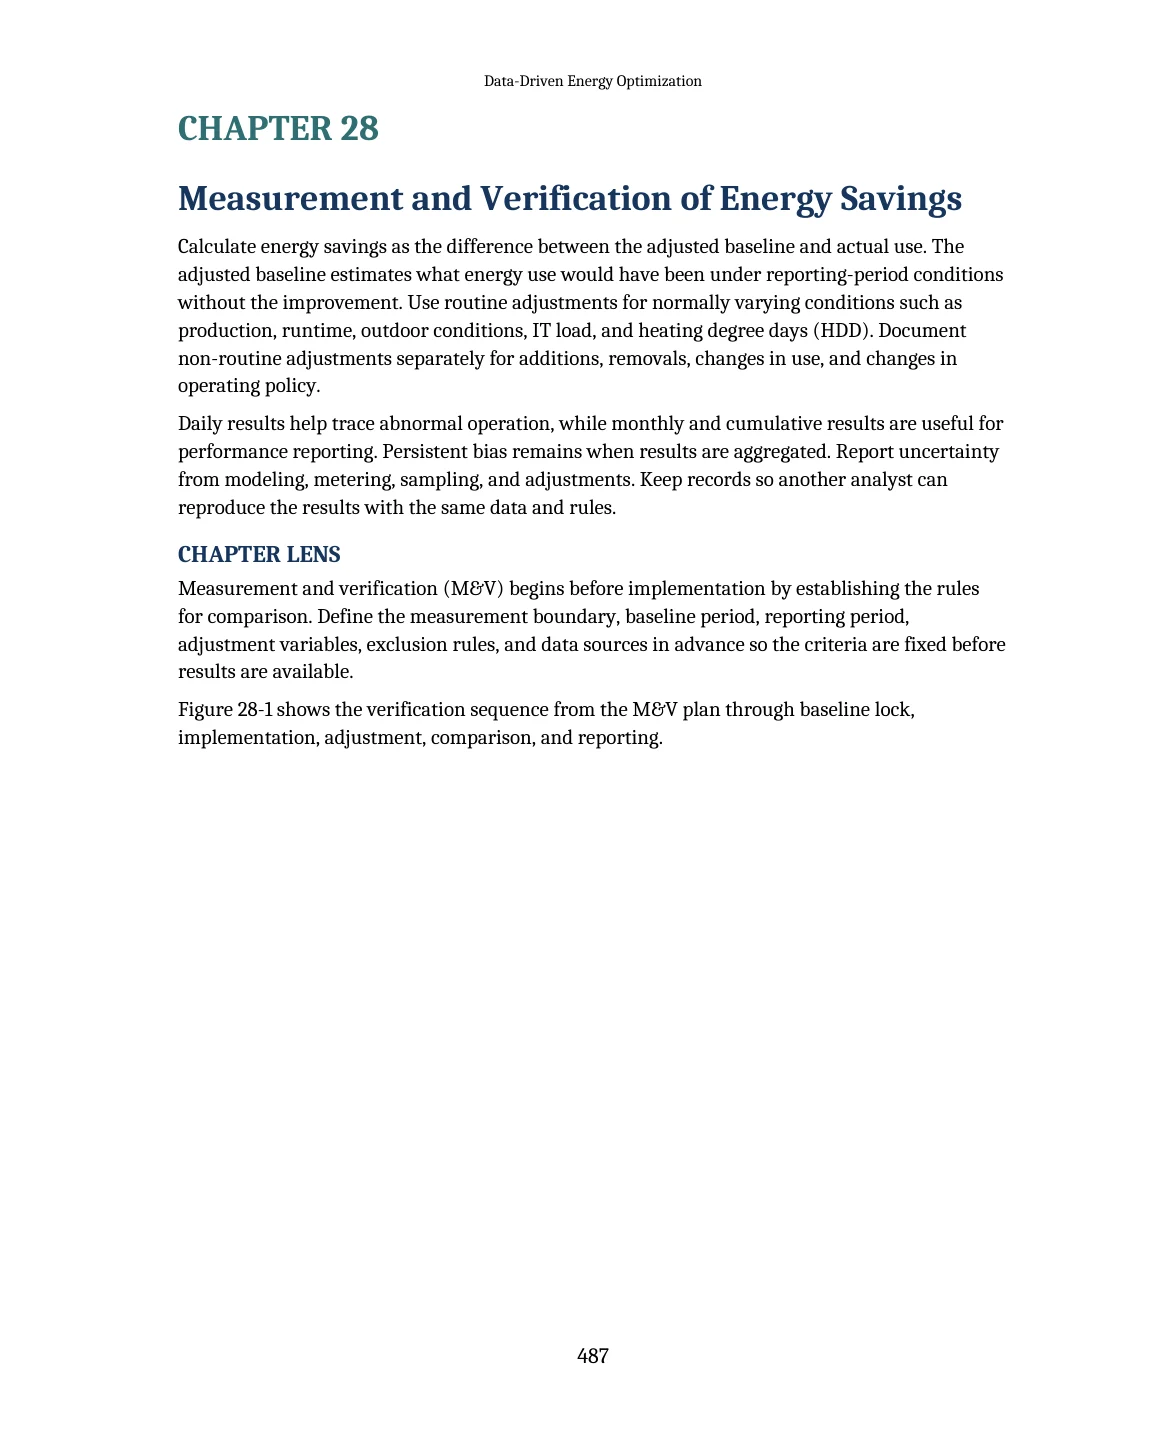 Data-Driven Energy Optimization
CHAPTER 28
Measurement and Verification of Energy Savings
Calculate energy savings as the difference between the adjusted baseline and actual use. The
adjusted baseline estimates what energy use would have been under reporting-period conditions
without the improvement. Use routine adjustments for normally varying conditions such as
production, runtime, outdoor conditions, IT load, and heating degree days (HDD). Document
non-routine adjustments separately for additions, removals, changes in use, and changes in
operating policy.
Daily results help trace abnormal operation, while monthly and cumulative results are useful for
performance reporting. Persistent bias remains when results are aggregated. Report uncertainty
from modeling, metering, sampling, and adjustments. Keep records so another analyst can
reproduce the results with the same data and rules.
CHAPTER LENS
Measurement and verification (M&V) begins before implementation by establishing the rules
for comparison. Define the measurement boundary, baseline period, reporting period,
adjustment variables, exclusion rules, and data sources in advance so the criteria are fixed before
results are available.
Figure 28-1 shows the verification sequence from the M&V plan through baseline lock,
implementation, adjustment, comparison, and reporting.
487